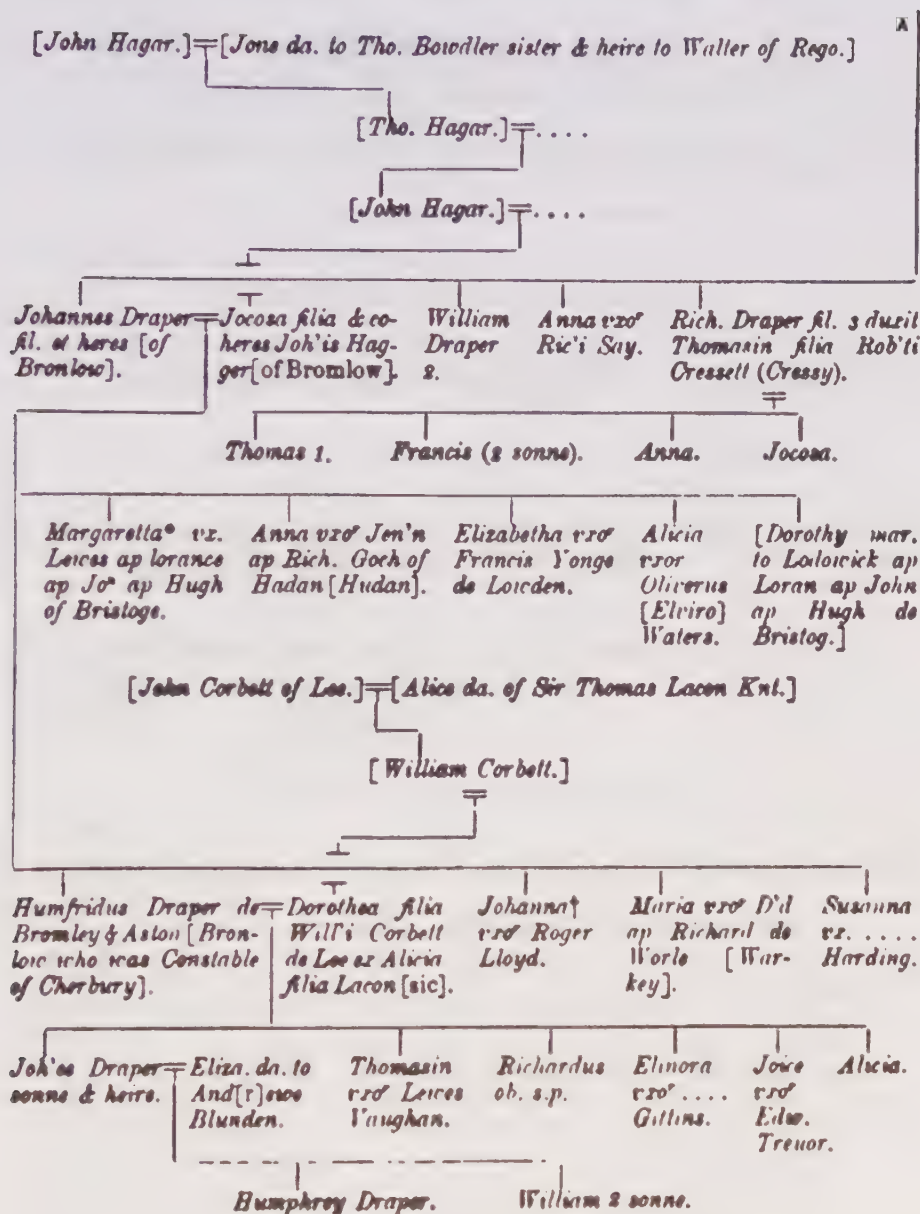 A
[John Hagar.]=[Jone da. to Tho. Bowdler sister & heire to Walter of Rego.]
[Tho. Hagar.]=. . . .
[John Hagar.]=. . . .
Johannes Draper=
fil. et heres [of
Bronlow].
Jocosa filia & co-
heres Joh'is Hag-
ger[of Bromlow].
William
Draper
2.
Anna vxor
Ric'i Say.
Rich. Draper fil. 3 duxit
Thomasin filia Rob'ti
Cressett (Cressy).
Thomas 1.
Francis (2 sonne).
Anna.
Jocosa.
Margaretta* vx.
Lewes ap lorance
ap Jon ap Hugh
of Bristoge.
Anna vxor Jen'n
ap Rich. Goch of
Hadan [Hudan].
Elizabetha vxor
Francis Yonge
de Lowden.
Alicia
vxor
Oliverus
[Elviro]
Waters.
[Dorothy mar.
to Lodowick ap
Loran ap John
ap Hugh de
Bristog.]
[John Corbett of Lee.]=[Alice da. of Sir Thomas Lacon Knt.]
[William Corbett.]
Humfridus Draper de=
Bromley & Aston [Bron-
low who was Constable
of Cherbury].
Dorothea filia
Will'i Corbett
de Lee ex Alicia
filia Lacon [sic].
Johanna†
vxor Roger
Lloyd.
Maria vxor D'd
ap Richard de
Worle [War-
key].
Susanna
vx. . . . .
Harding.
Joh'es Draper=
sonne & heire.
Eliza. da. to
And[r]ewe
Blunden.
Thomasin
vxor Lewes
Vaughan.
Richardus
ob. s.p.
Elinora
vxor . . . .
Gittins.
Joice
vxor
Edw.
Treuor.
Alicia.
Humphrey Draper.
William 2 sonne.